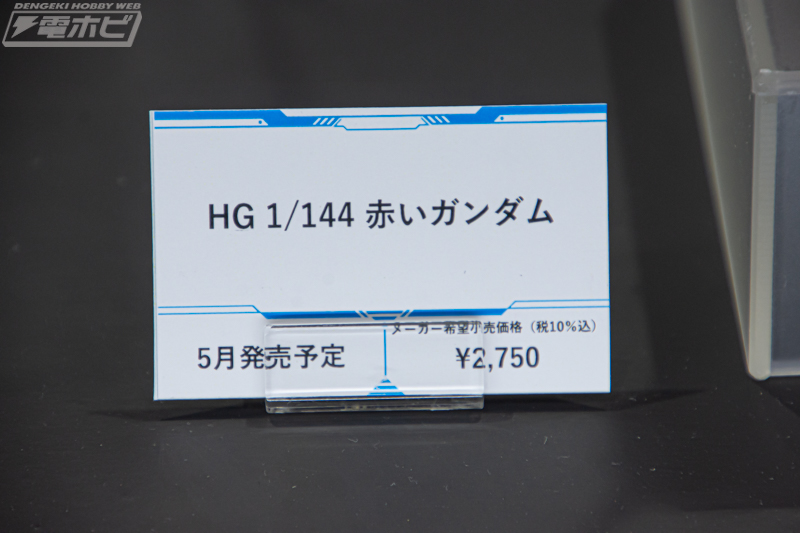 DENGEKI HOBBY WEB
電ホビ
HG 1/144 赤いガンダム
メーカー希望小売価格（税10%込）
5月発売予定
¥2,750